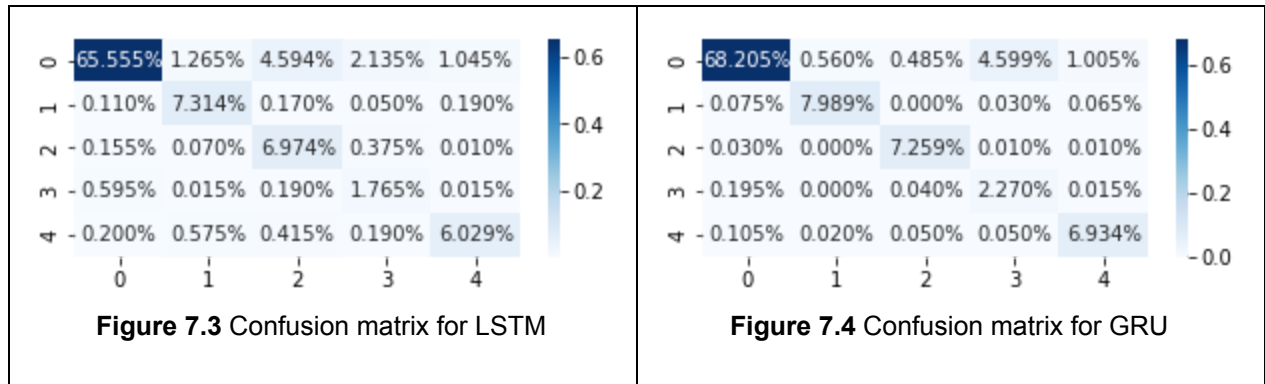 0 - 65.555% 1.265% 4.594% 2.135% 1.045%
1 - 0.110% 7.314% 0.170% 0.050% 0.190%
2 - 0.155% 0.070% 6.974% 0.375% 0.010%
3 - 0.595% 0.015% 0.190% 1.765% 0.015%
4 - 0.200% 0.575% 0.415% 0.190% 6.029%
0 1 2 3 4
- 0.6
- 0.4
- 0.2
Figure 7.3 Confusion matrix for LSTM
0 - 68.205% 0.560% 0.485% 4.599% 1.005%
1 - 0.075% 7.989% 0.000% 0.030% 0.065%
2 - 0.030% 0.000% 7.259% 0.010% 0.010%
3 - 0.195% 0.000% 0.040% 2.270% 0.015%
4 - 0.105% 0.020% 0.050% 0.050% 6.934%
0 1 2 3 4
- 0.6
- 0.4
- 0.2
- 0.0
Figure 7.4 Confusion matrix for GRU